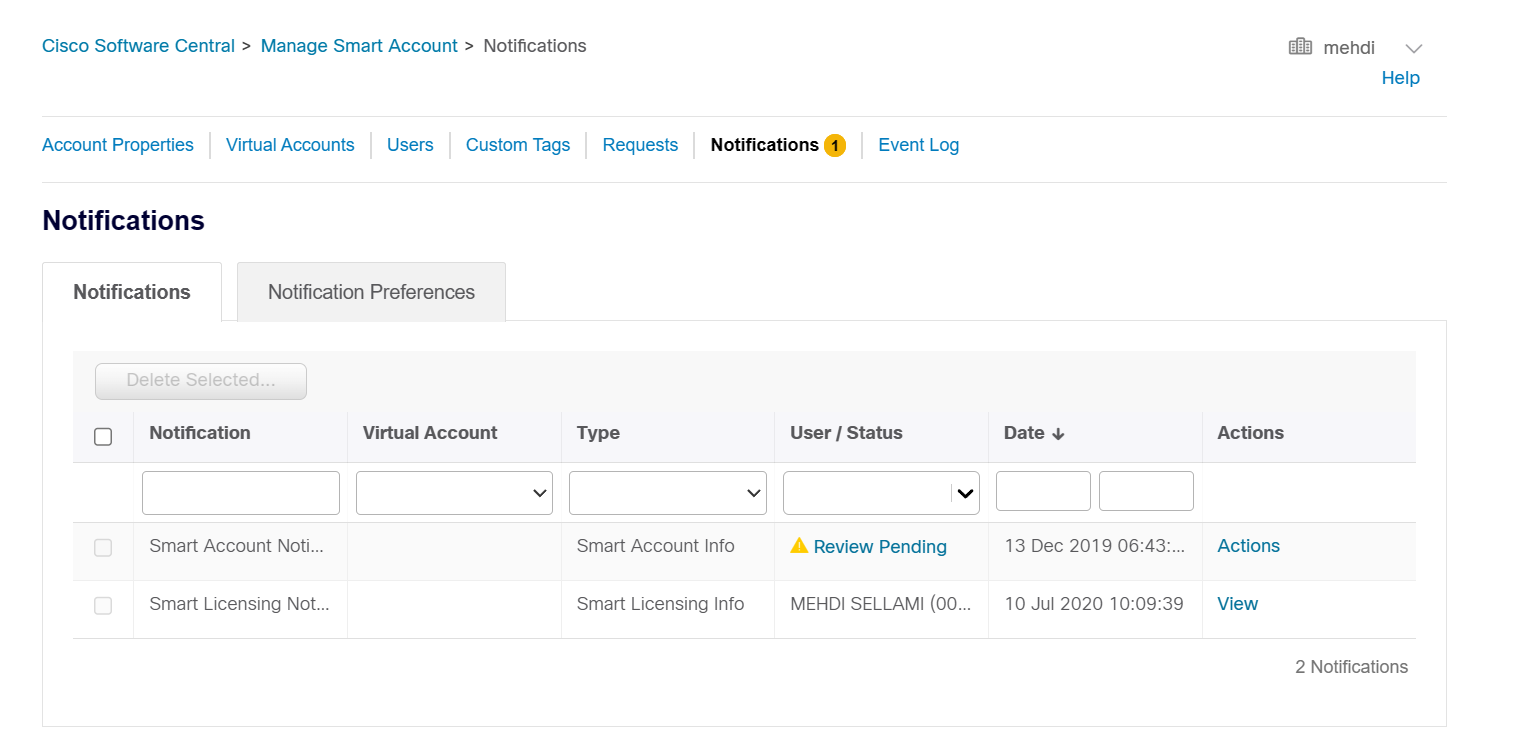 Cisco Software Central > Manage Smart Account > Notifications
mehdi
Help
Account Properties Virtual Accounts Users Custom Tags Requests Notifications 1 Event Log
Notifications
Notifications Notification Preferences
Delete Selected...
Notification Virtual Account Type User / Status Date Actions
Smart Account Noti... Smart Account Info Review Pending 13 Dec 2019 06:43:... Actions
Smart Licensing Not... Smart Licensing Info MEHDI SELLAMI (00... 10 Jul 2020 10:09:39 View
2 Notifications